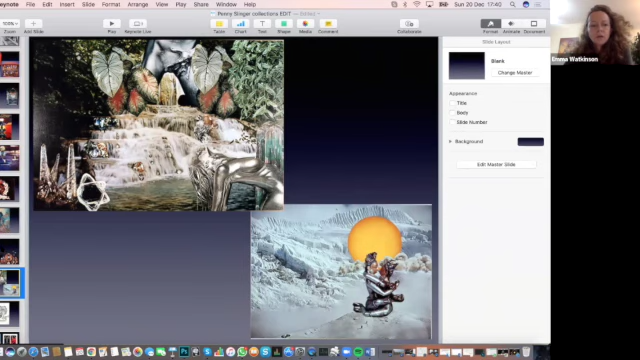 Keynote File Edit Insert Slide Format Arrange View Play Share Window Help Sun 20 Dec 17:40
Penny Slinger collections EDIT
100%
Zoom Add Slide Play Keynote Live Table Chart Text Shape Media Comment Collaborate Format Animate Document
Slide Layout
Blank
Change Master
Appearance
Title
Body
Slide Number
Background
Edit Master Slide
Emma Watkinson